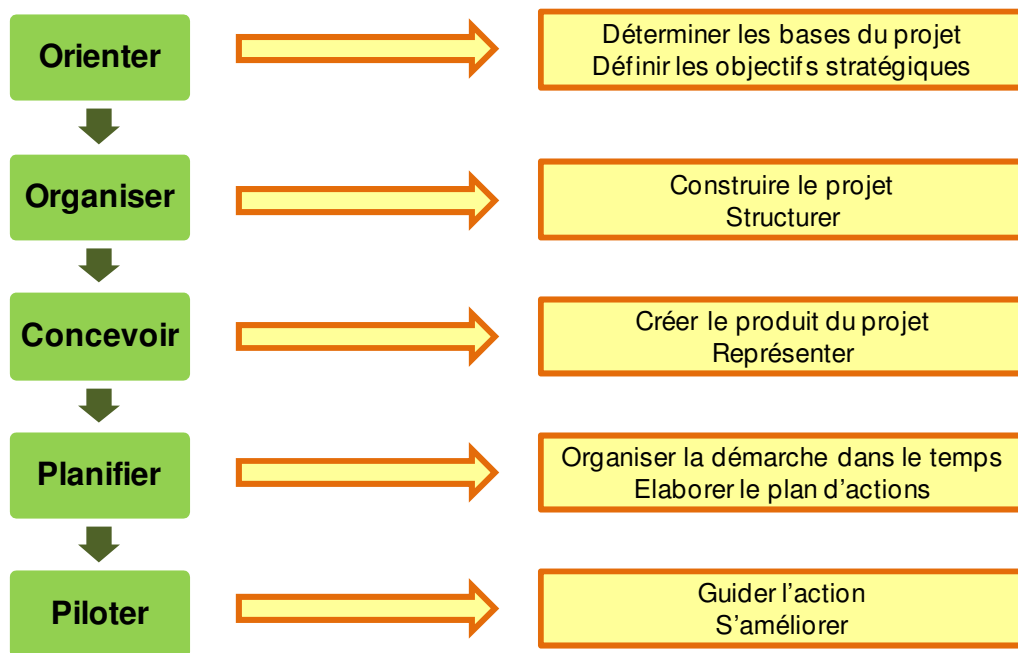 Orienter
Déterminer les bases du projet
Définir les objectifs stratégiques
Organiser
Construire le projet
Structurer
Concevoir
Créer le produit du projet
Représenter
Planifier
Organiser la démarche dans le temps
Elaborer le plan d'actions
Piloter
Guider l'action
S'améliorer